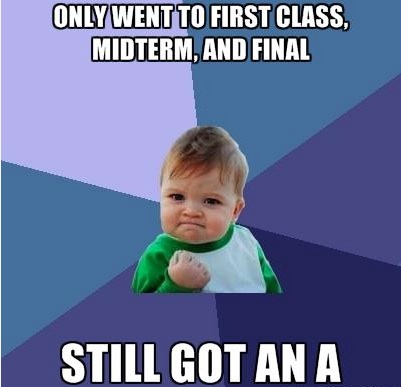 ONLY WENT TO FIRST CLASS,
MIDTERM, AND FINAL
STILL GOT AN A